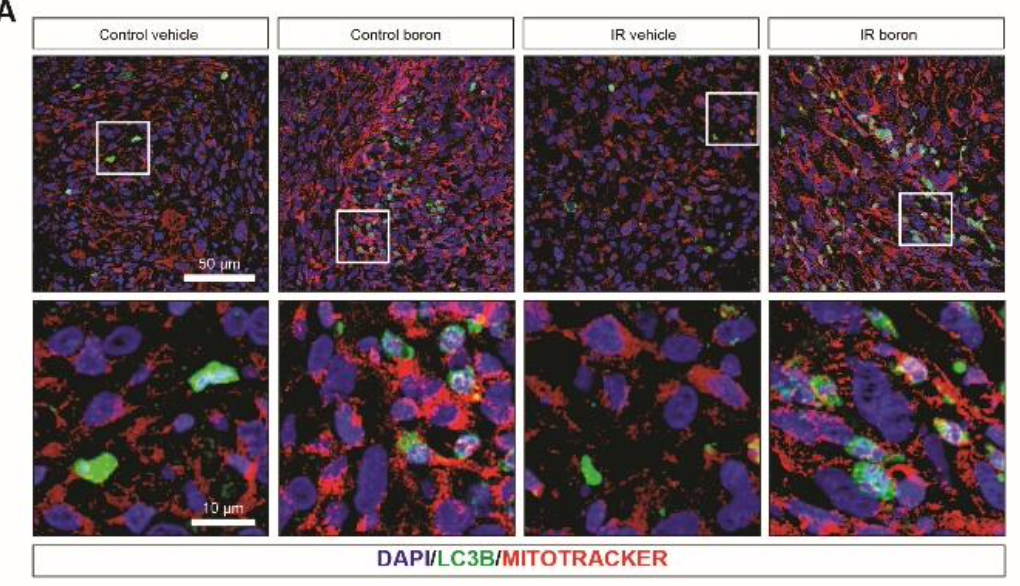 A
Control vehicle
Control boron
IR vehicle
IR boron
50 µm
10 µm
DAPI/LC3B/MITOTRACKER